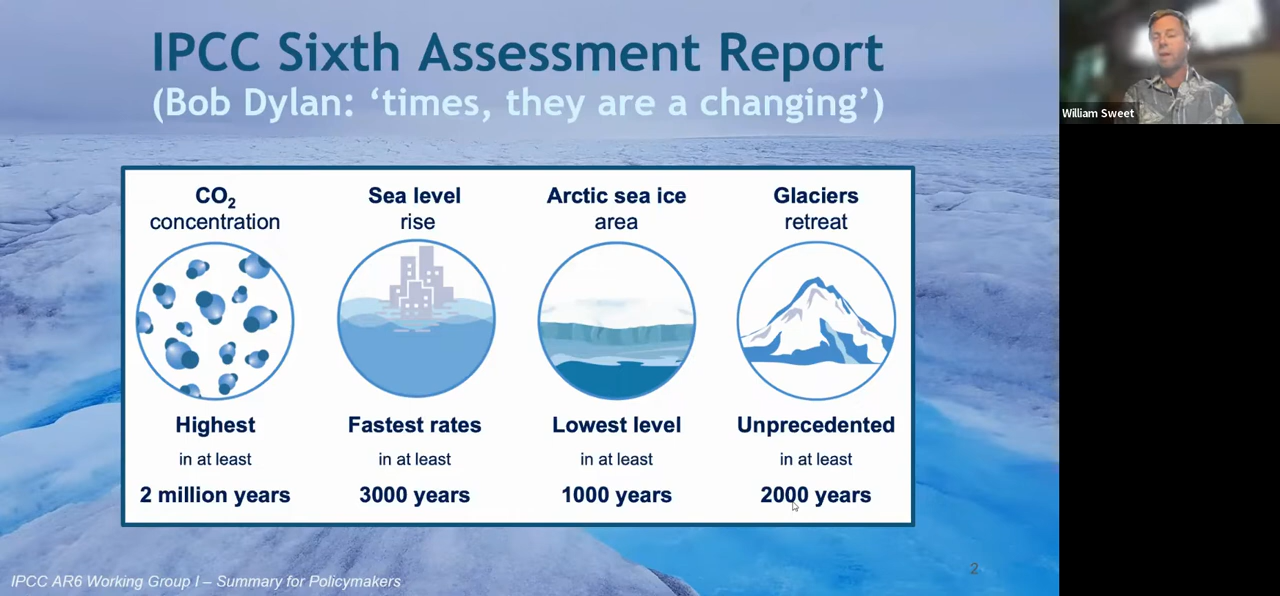 IPCC Sixth Assessment Report
(Bob Dylan: ‘times, they are a changing’)
William Sweet
CO₂
concentration
Sea level
rise
Arctic sea ice
area
Glaciers
retreat
Highest
in at least
2 million years
Fastest rates
in at least
3000 years
Lowest level
in at least
1000 years
Unprecedented
in at least
2000 years
IPCC AR6 Working Group I – Summary for Policymakers
2